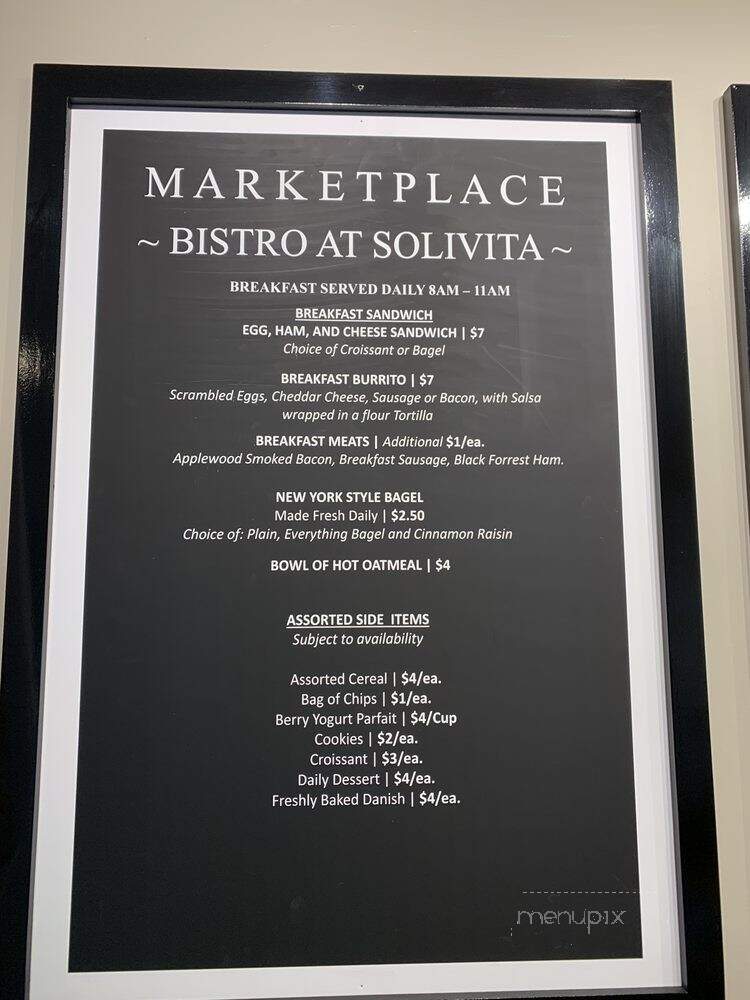 MARKETPLACE
~ BISTRO AT SOLIVITA ~
BREAKFAST SERVED DAILY 8AM – 11AM
BREAKFAST SANDWICH
EGG, HAM, AND CHEESE SANDWICH | $7
Choice of Croissant or Bagel
BREAKFAST BURRITO | $7
Scrambled Eggs, Cheddar Cheese, Sausage or Bacon, with Salsa
wrapped in a flour Tortilla
BREAKFAST MEATS | Additional $1/ea.
Applewood Smoked Bacon, Breakfast Sausage, Black Forrest Ham.
NEW YORK STYLE BAGEL
Made Fresh Daily | $2.50
Choice of: Plain, Everything Bagel and Cinnamon Raisin
BOWL OF HOT OATMEAL | $4
ASSORTED SIDE ITEMS
Subject to availability
Assorted Cereal | $4/ea.
Bag of Chips | $1/ea.
Berry Yogurt Parfait | $4/Cup
Cookies | $2/ea.
Croissant | $3/ea.
Daily Dessert | $4/ea.
Freshly Baked Danish | $4/ea.
menupix